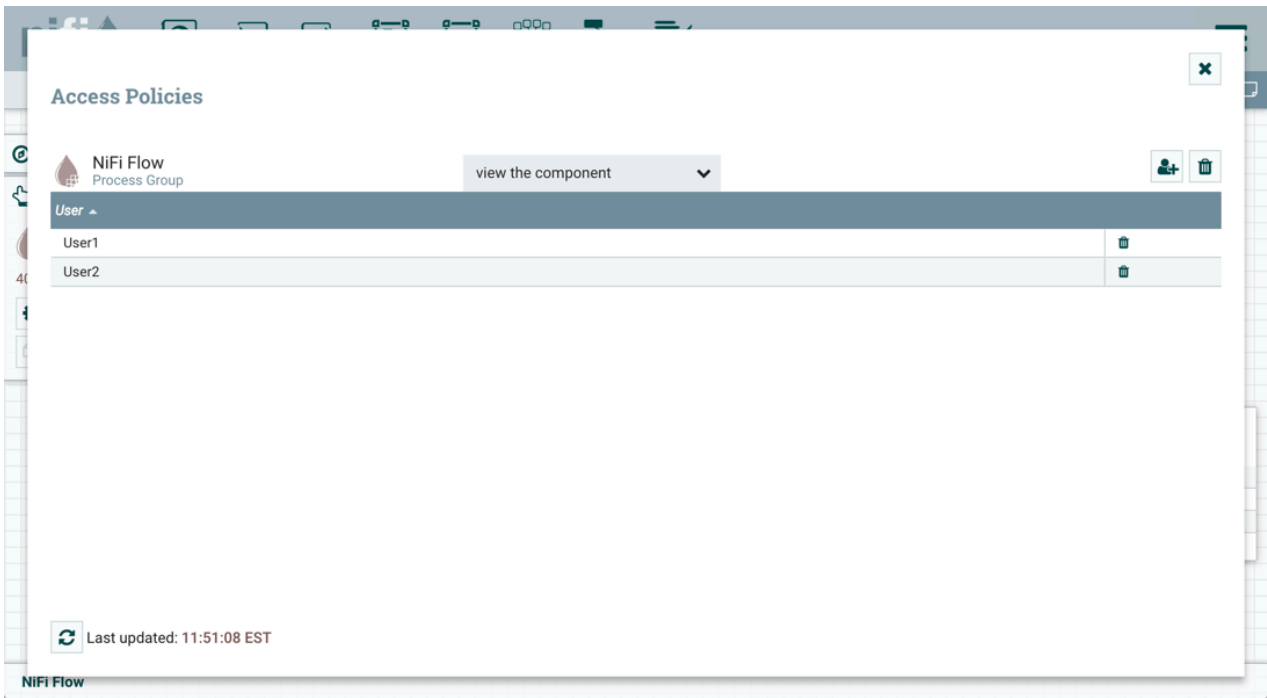 Access Policies
NiFi Flow
Process Group
view the component
User
User1
User2
Last updated: 11:51:08 EST
NiFi Flow